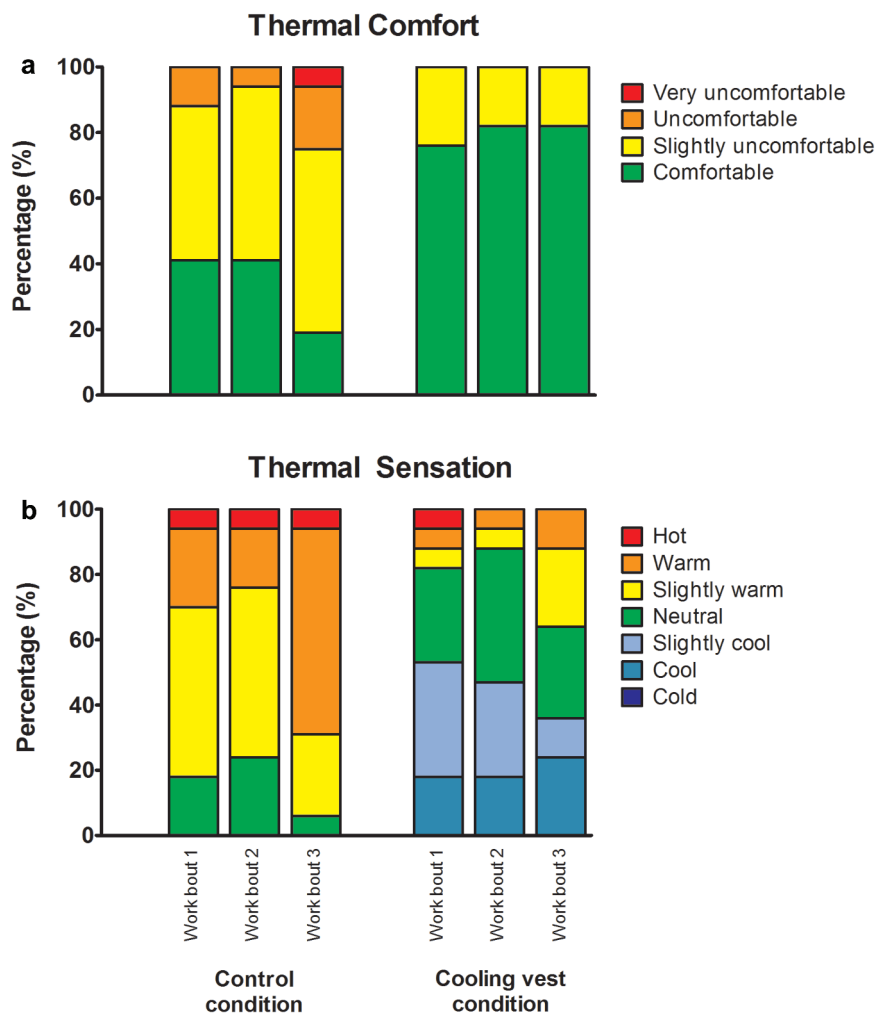 Thermal Comfort
a
Percentage (%)
100
80
60
40
20
0
Very uncomfortable
Uncomfortable
Slightly uncomfortable
Comfortable
Thermal Sensation
b
Percentage (%)
100
80
60
40
20
0
Hot
Warm
Slightly warm
Neutral
Slightly cool
Cool
Cold
Work bout 1
Work bout 2
Work bout 3
Work bout 1
Work bout 2
Work bout 3
Control
condition
Cooling vest
condition